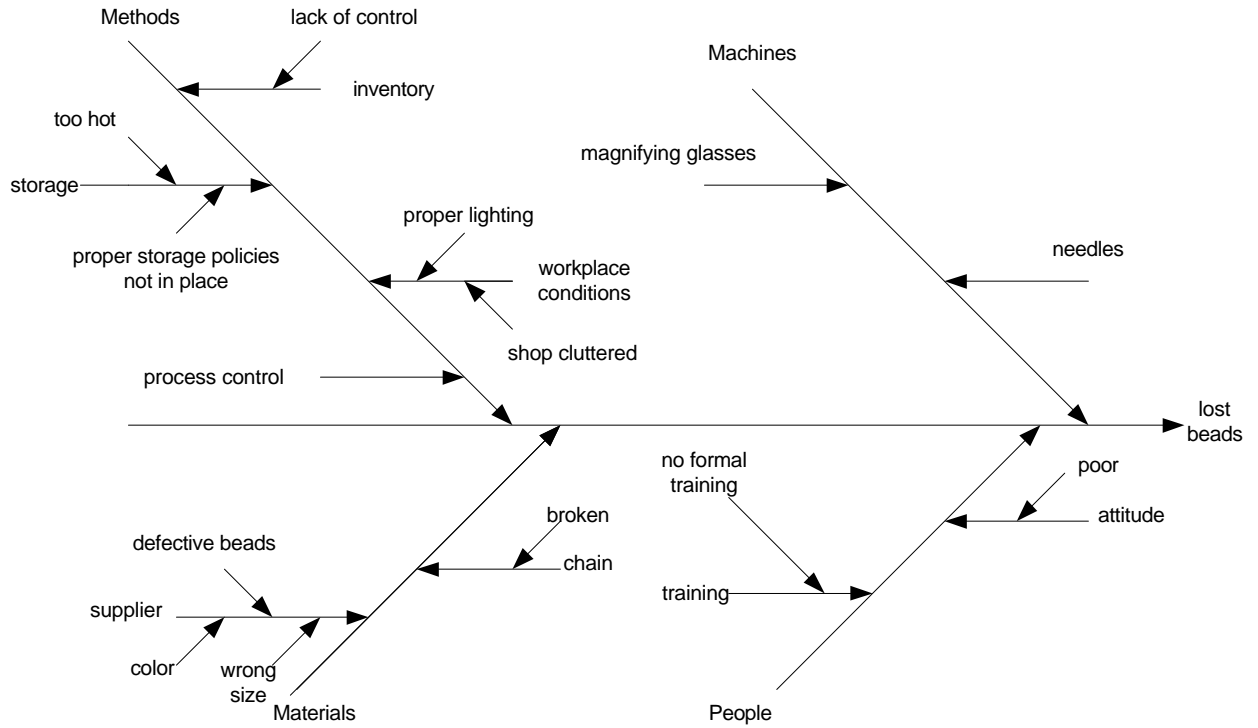 Methods
lack of control
Machines
inventory
too hot
magnifying glasses
storage
proper lighting
proper storage policies
not in place
workplace
conditions
needles
shop cluttered
process control
lost
beads
no formal
training
poor
broken
attitude
defective beads
chain
training
supplier
color
wrong
size
Materials
People